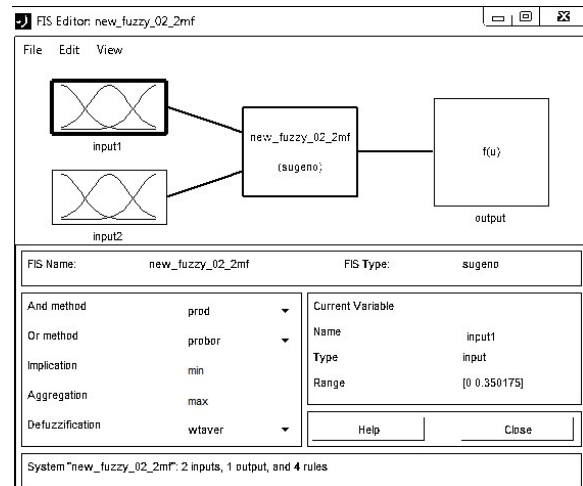 FIS Editor: new_fuzzy_02_2mf
File Edit View
input1
new_fuzzy_02_2mf
(sugeno)
f(u)
input2
output
FIS Name: new_fuzzy_02_2mf FIS Type: sugeno
And method prod
Or method probor
Implication min
Aggregation max
Defuzzification wtaver
Current Variable
Name input1
Type input
Range [0 0.350175]
Help Close
System "new_fuzzy_02_2mf": 2 inputs, 1 output, and 4 rules